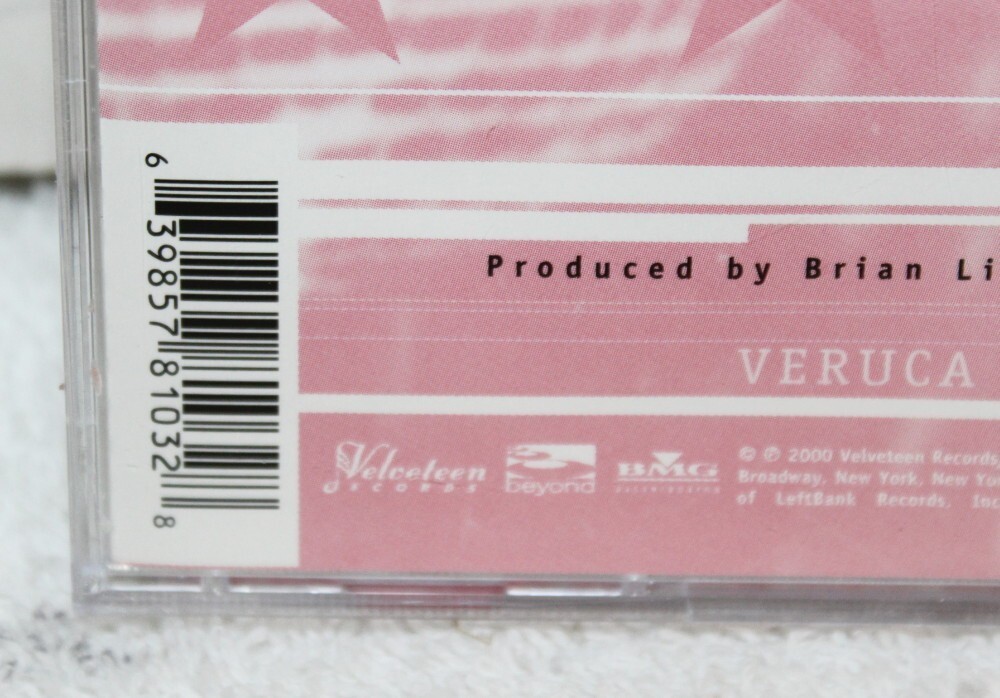 6 39857 81032 8
Produced by Brian Li
VERUCA
Velveteen
RECORDS
beyond
BMG
DISTRIBUTION
© ℗ 2000 Velveteen Records,
Broadway, New York, New Yo
of LeftBank Records, Inc